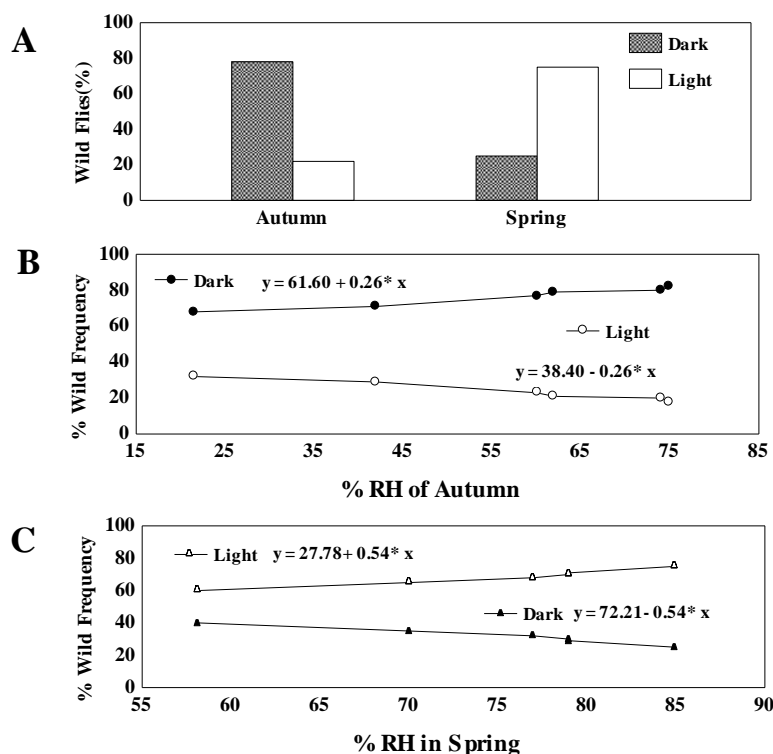 A
Wild Flies(%)
100
80
60
40
20
0
Dark
Light
Autumn
Spring
B
% Wild Frequency
100
80
60
40
20
0
Dark y = 61.60 + 0.26* x
Light
y = 38.40 - 0.26* x
15 25 35 45 55 65 75 85
% RH of Autumn
C
% Wild Frequency
100
80
60
40
20
0
Light y = 27.78+ 0.54* x
Dark y = 72.21- 0.54* x
55 60 65 70 75 80 85 90
% RH in Spring